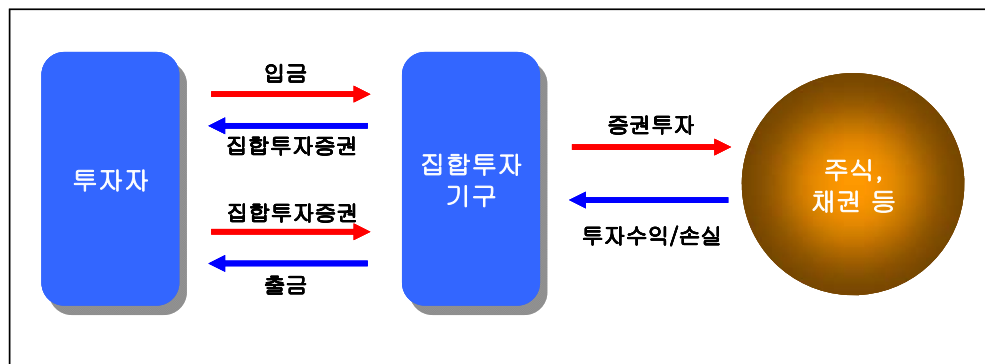 투자자
입금
집합투자증권
집합투자증권
출금
집합투자
기구
증권투자
투자수익/손실
주식,
채권 등